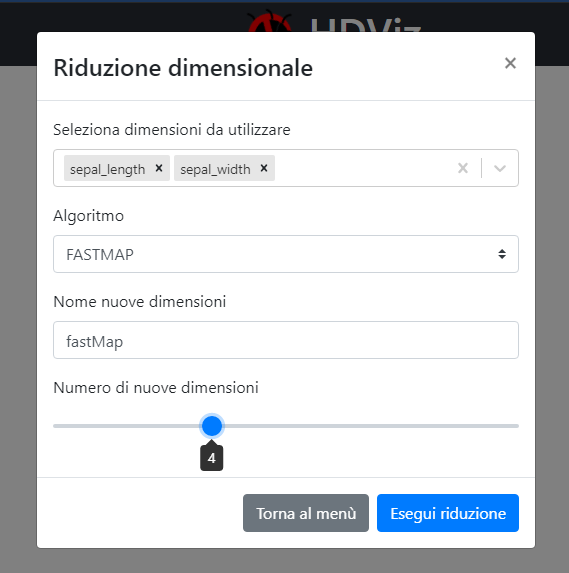 HDViz
Riduzione dimensionale ×
Seleziona dimensioni da utilizzare
sepal_length × sepal_width ×
Algoritmo
FASTMAP
Nome nuove dimensioni
fastMap
Numero di nuove dimensioni
4
Torna al menù Esegui riduzione